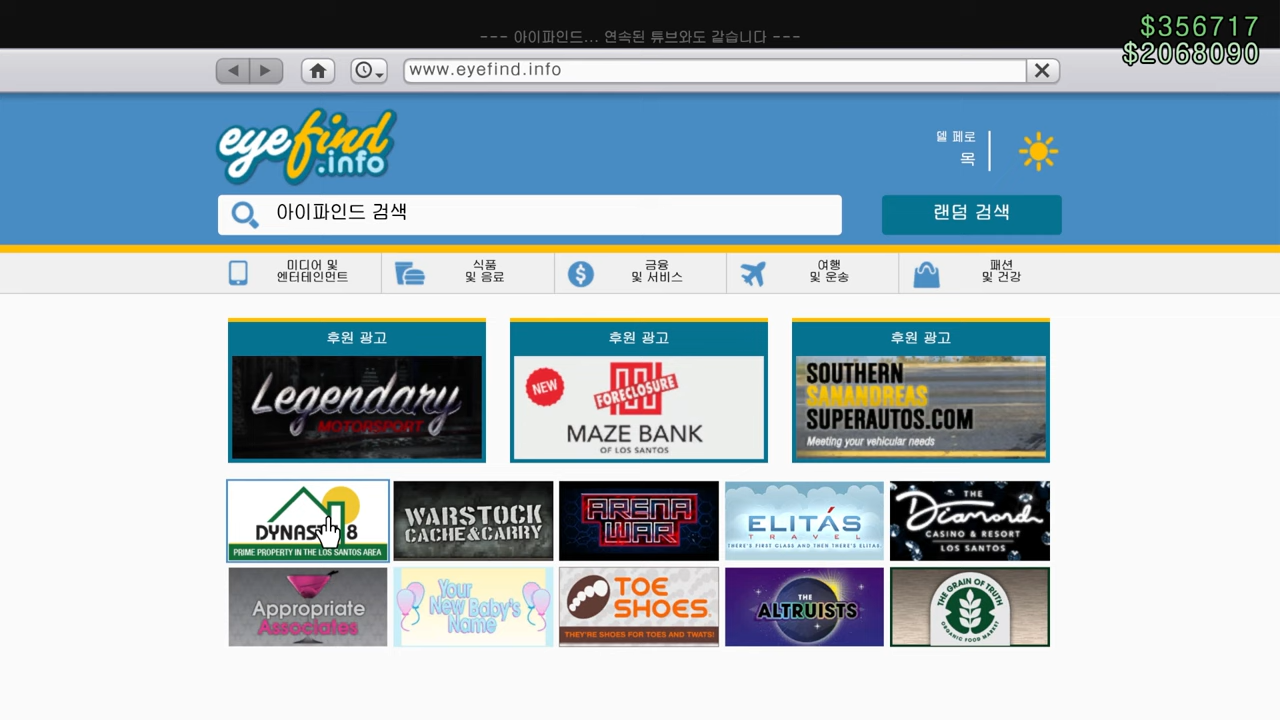 --- 아이파인드... 연속된 튜브와도 같습니다 ---
$356717
$2068090
www.eyefind.info
eyefind
.info
델 페로
목
아이파인드 검색
랜덤 검색
미디어 및
엔터테인먼트
식품
및 음료
금융
및 서비스
여행
및 운송
패션
및 건강
후원 광고
후원 광고
후원 광고
Legendary
MOTORSPORT
NEW
FORECLOSURE
MAZE BANK
OF LOS SANTOS
SOUTHERN
SANANDREAS
SUPERAUTOS.COM
Meeting your vehicular needs
DYNASTY 8
PRIME PROPERTY IN THE LOS SANTOS AREA
WARSTOCK
CACHE & CARRY
ARENA
WAR
ELITÁS
TRAVEL
THERE'S FIRST CLASS AND THEN THERE'S ELITAS
THE
Diamond
CASINO & RESORT
LOS SANTOS
Appropriate
Associates
Your
New Baby's
Name
TOE
SHOES
THEY'RE SHOES FOR TOES AND TWATS!
THE
ALTRUISTS
THE GRAIN OF TRUTH
ORGANIC FOOD MARKET